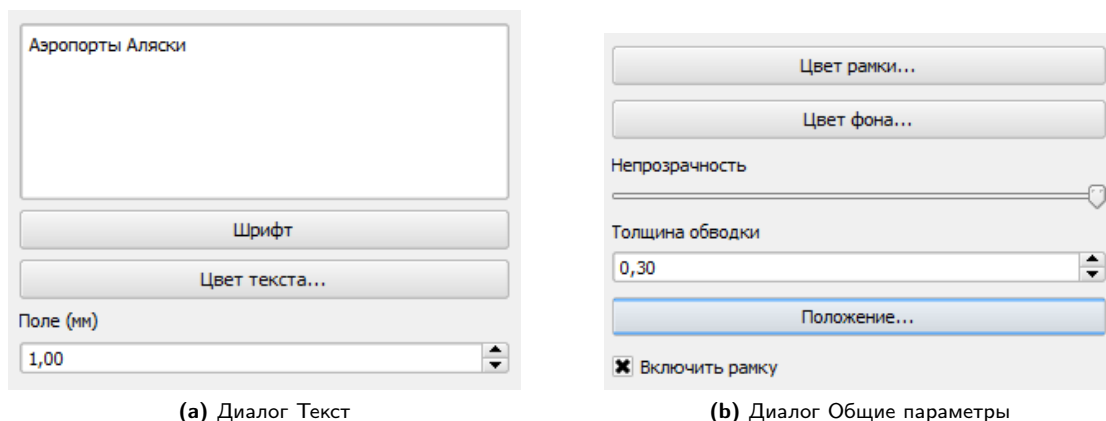 Аэропорты Аляски
Шрифт
Цвет текста...
Поле (мм)
1,00
(a) Диалог Текст
Цвет рамки...
Цвет фона...
Непрозрачность
Толщина обводки
0,30
Положение...
Включить рамку
(b) Диалог Общие параметры